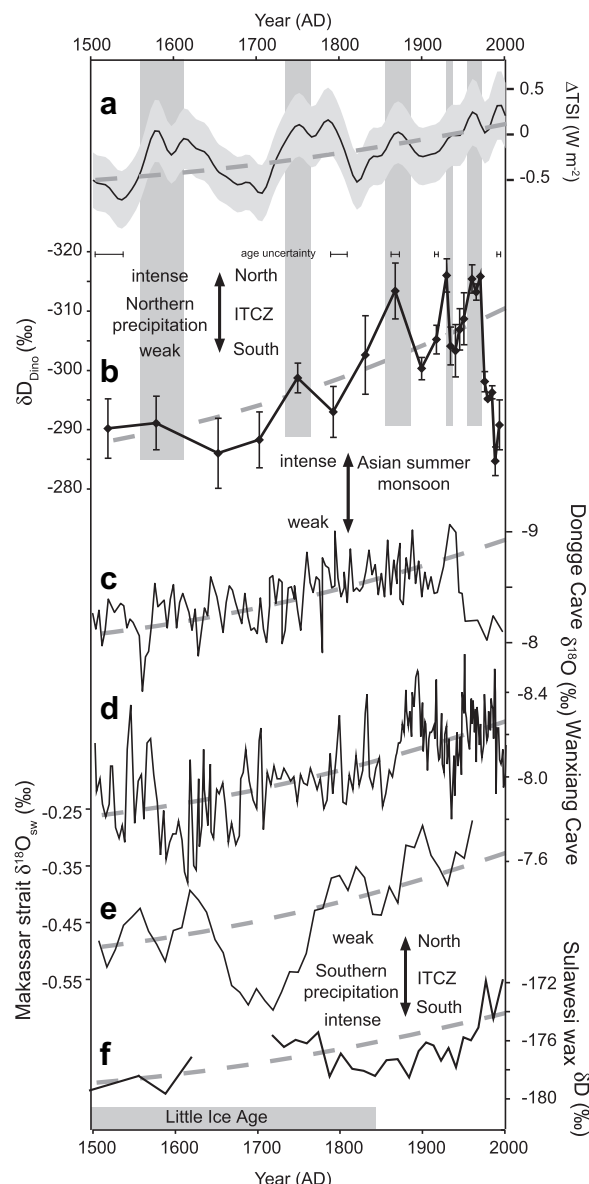 Year (AD)
1500 1600 1700 1800 1900 2000
a
0.5
0
-0.5
ΔTSI (W m⁻²)
-320
-310
-300
-290
-280
δD_Dino (‰)
age uncertainty
intense
Northern
precipitation
weak
North
ITCZ
South
b
intense
Asian summer
monsoon
weak
c
-9
-8
Dongge Cave
δ¹⁸O (‰)
d
-8.4
-8.0
-7.6
Wanxiang Cave
-0.25
-0.35
-0.45
-0.55
Makassar strait δ¹⁸O_sw (‰)
e
weak
Southern
precipitation
intense
North
ITCZ
South
f
-172
-176
-180
Sulawesi wax
δD (‰)
Little Ice Age
1500 1600 1700 1800 1900 2000
Year (AD)